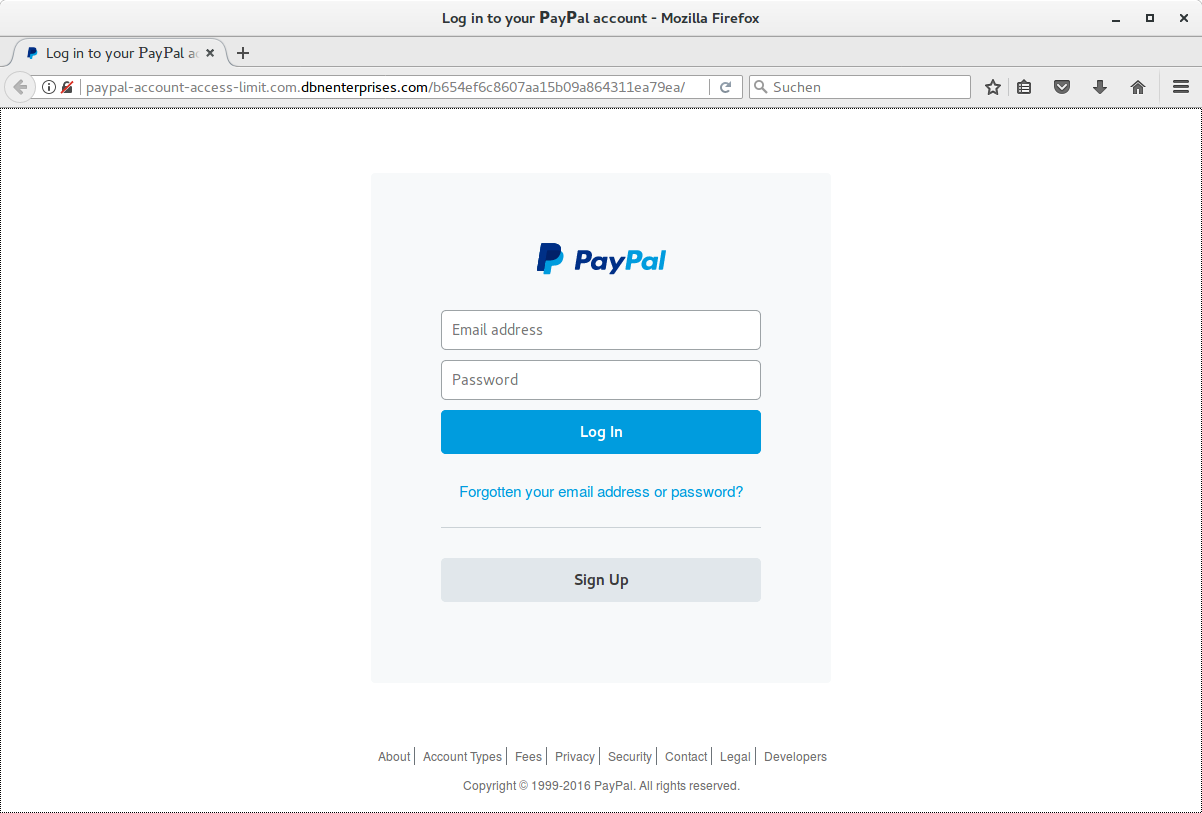 Log in to your PayPal account - Mozilla Firefox
Log in to your PayPal ac
paypal-account-access-limit.com.dbnenterprises.com/b654ef6c8607aa15b09a864311ea79ea/
Suchen
PayPal
Email address
Password
Log In
Forgotten your email address or password?
Sign Up
About | Account Types | Fees | Privacy | Security | Contact | Legal | Developers
Copyright © 1999-2016 PayPal. All rights reserved.